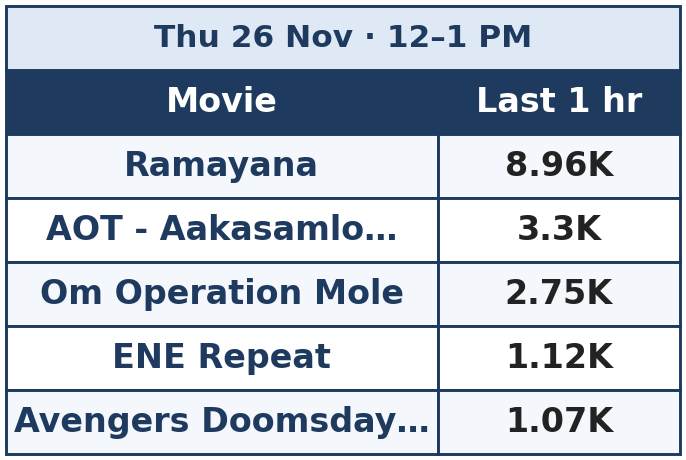 Thu 26 Nov · 12–1 PM
Movie Last 1 hr
Ramayana 8.96K
AOT - Aakasamlo... 3.3K
Om Operation Mole 2.75K
ENE Repeat 1.12K
Avengers Doomsday... 1.07K